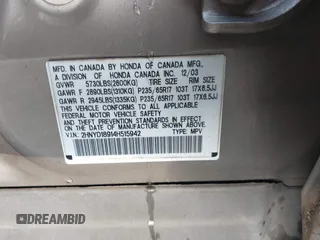 MFD. IN CANADA BY HONDA OF CANADA MFG.,
A DIVISION OF HONDA CANADA INC. 12/03
GVWR 5730LBS(2600KG) TIRE SIZE RIM SIZE
GAWR F 2890LBS(1310KG) P235/65R17 103T 17X6.5JJ
GAWR R 2945LBS(1335KG) P235/65R17 103T 17X6.5JJ
THIS VEHICLE CONFORMS TO ALL APPLICABLE
FEDERAL MOTOR VEHICLE SAFETY
AND THEFT PREVENTION STANDARDS IN EFFECT
ON THE DATE OF MANUFACTURE SHOWN ABOVE.
V.I.N. 2HNYD18914H515942 TYPE: MPV
DREAMBID